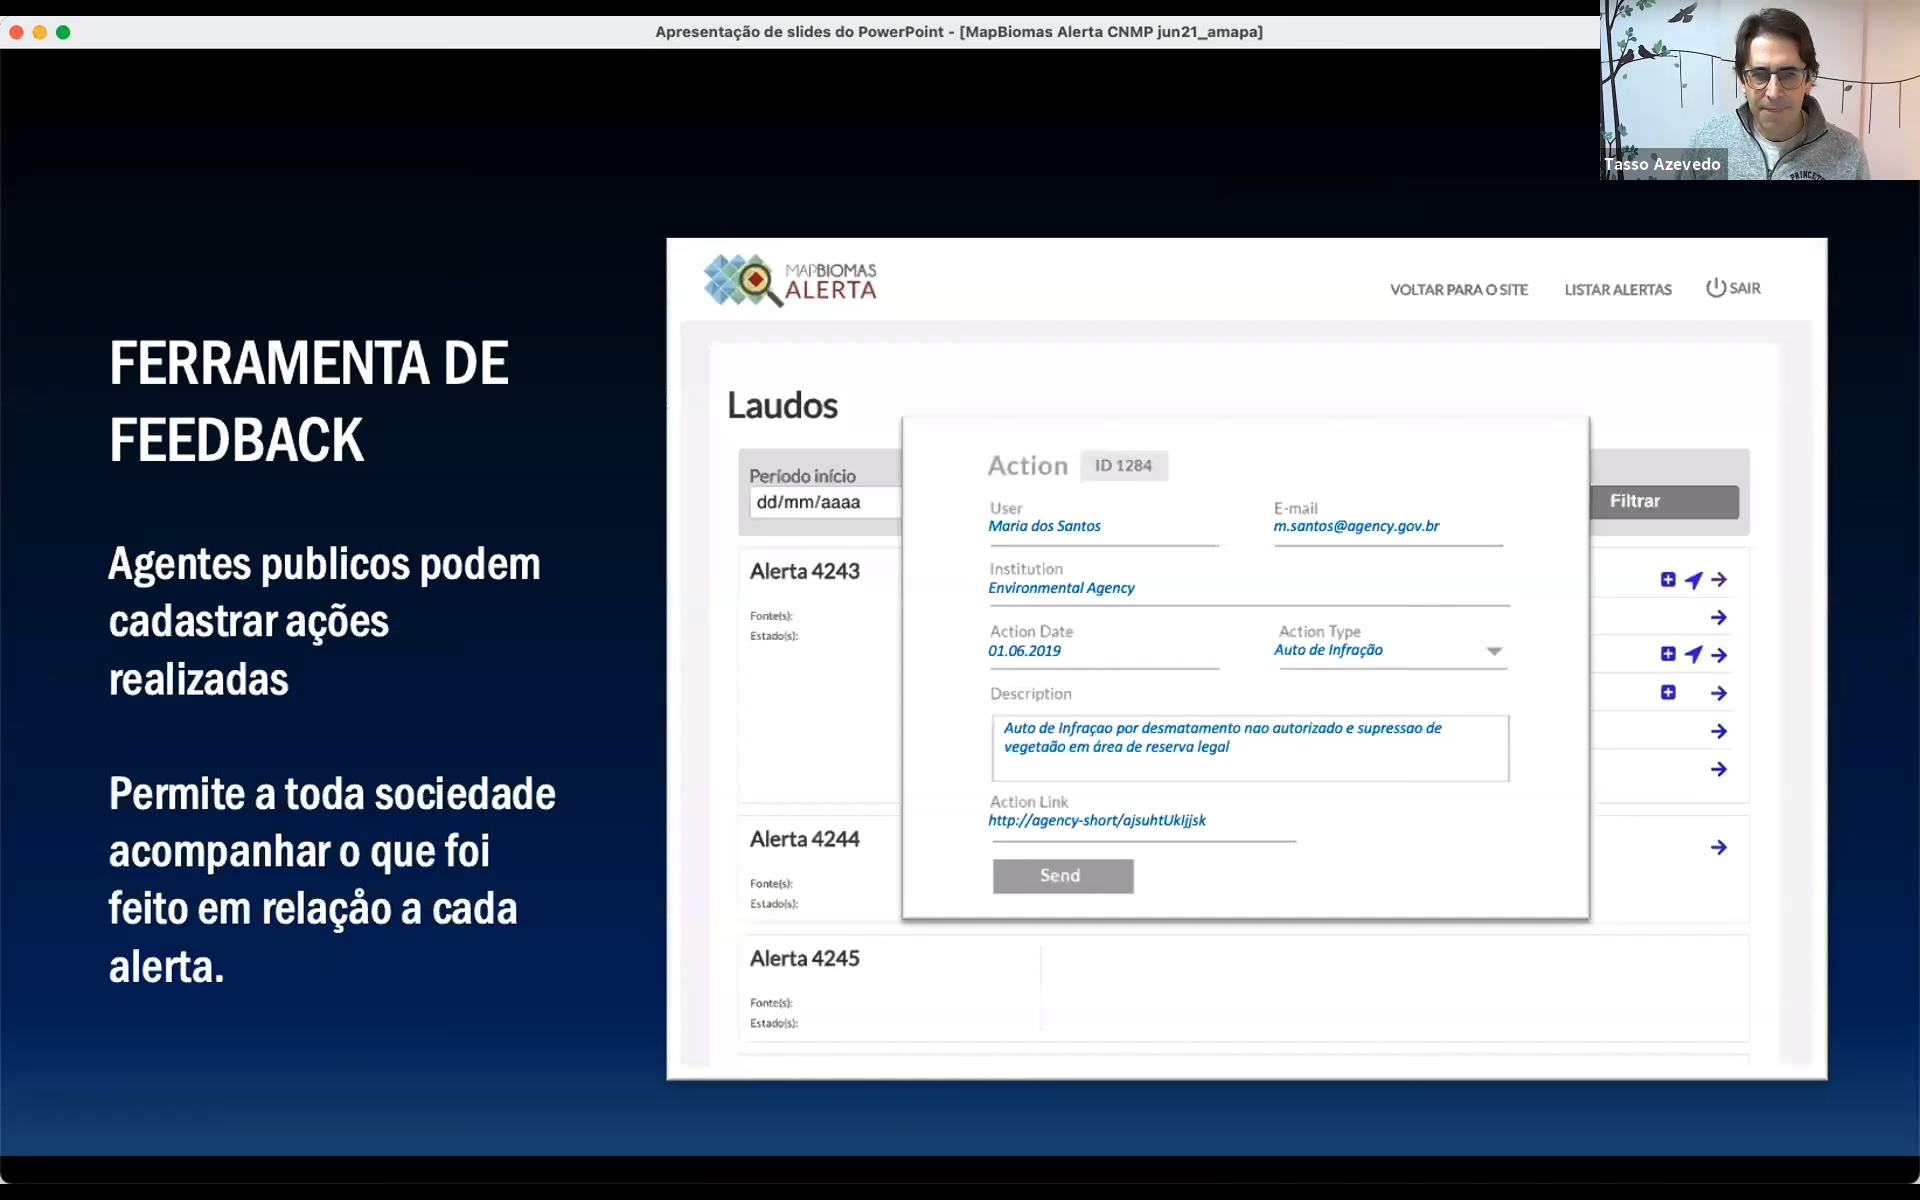 Apresentação de slides do PowerPoint - [MapBiomas Alerta CNMP jun21_amapa]
Tasso Azevedo
PRINCET
FERRAMENTA DE
FEEDBACK
Agentes publicos podem
cadastrar ações
realizadas
Permite a toda sociedade
acompanhar o que foi
feito em relação a cada
alerta.
MAPBIOMAS
ALERTA
VOLTAR PARA O SITE
LISTAR ALERTAS
SAIR
Laudos
Período início
dd/mm/aaaa
Filtrar
Alerta 4243
Fonte(s):
Estado(s):
Alerta 4244
Fonte(s):
Estado(s):
Alerta 4245
Fonte(s):
Estado(s):
Action ID 1284
User
Maria dos Santos
E-mail
m.santos@agency.gov.br
Institution
Environmental Agency
Action Date
01.06.2019
Action Type
Auto de Infração
Description
Auto de Infraçao por desmatamento nao autorizado e supressao de
vegetaão em área de reserva legal
Action Link
http://agency-short/ajsuhtUkljjsk
Send